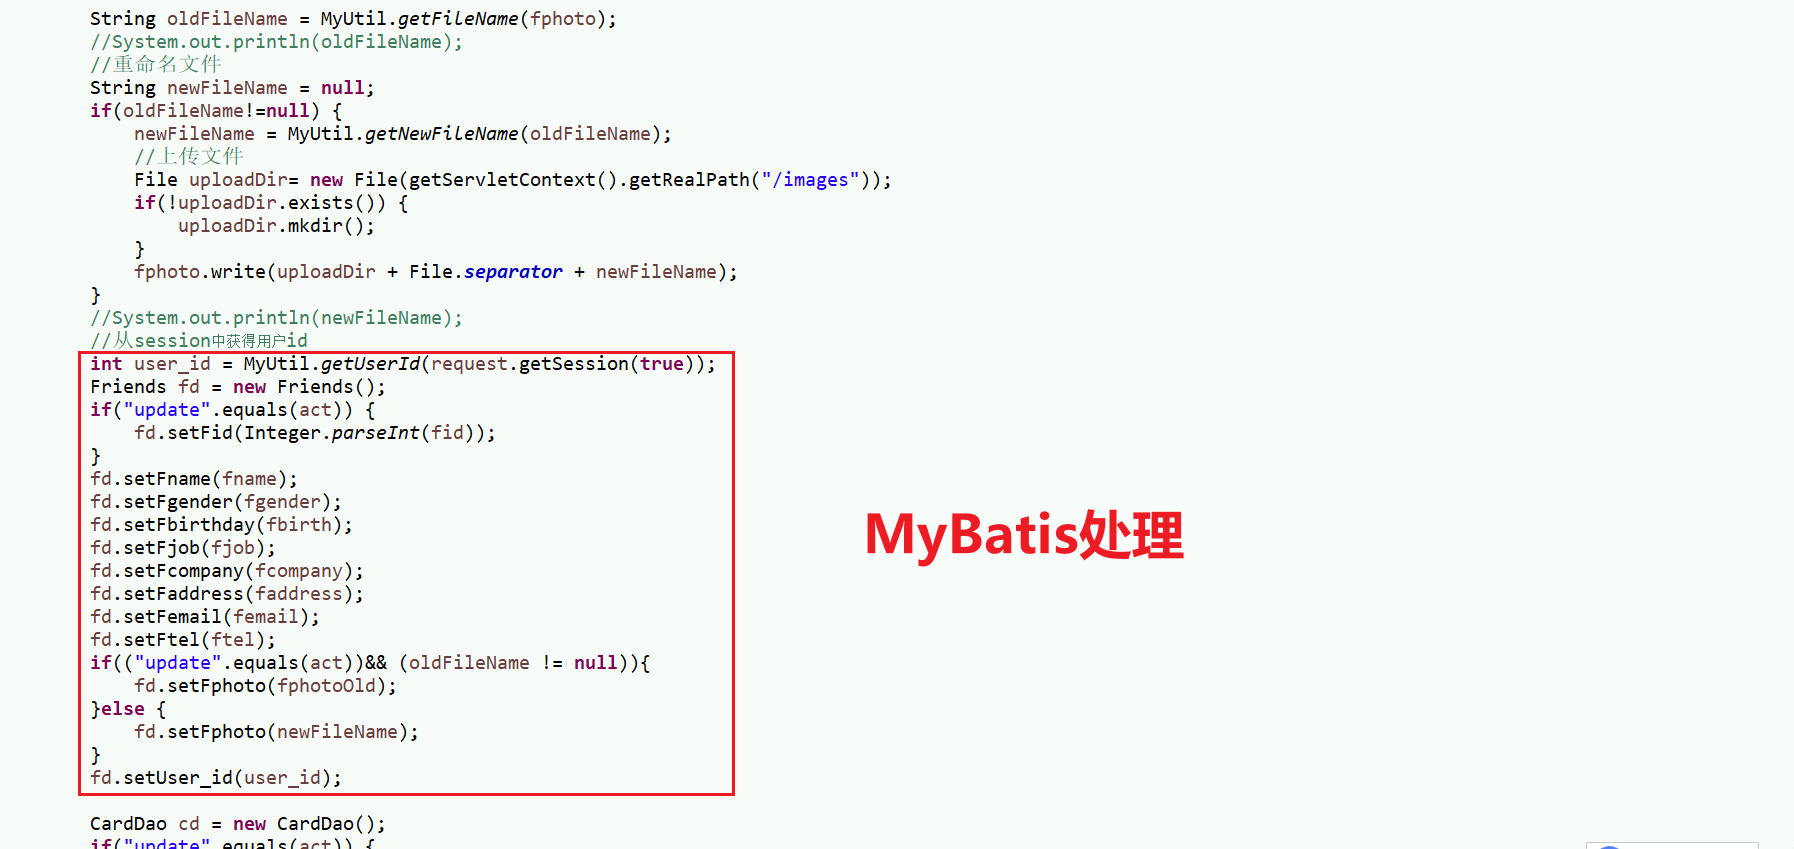 String oldFileName = MyUtil.getFileName(fphoto);
//System.out.println(oldFileName);
//重命名文件
String newFileName = null;
if(oldFileName!=null) {
    newFileName = MyUtil.getNewFileName(oldFileName);
    //上传文件
    File uploadDir= new File(getServletContext().getRealPath("/images"));
    if(!uploadDir.exists()) {
        uploadDir.mkdir();
    }
    fphoto.write(uploadDir + File.separator + newFileName);
}
//System.out.println(newFileName);
//从session中获得用户id
int user_id = MyUtil.getUserId(request.getSession(true));
Friends fd = new Friends();
if("update".equals(act)) {
    fd.setFid(Integer.parseInt(fid));
}
fd.setFname(fname);
fd.setFgender(fgender);
fd.setFbirthday(fbirth);
fd.setFjob(fjob);
fd.setFcompany(fcompany);
fd.setFaddress(faddress);
fd.setFemail(femail);
fd.setFtel(ftel);
if(("update".equals(act))&& (oldFileName != null)){
    fd.setFphoto(fphotoOld);
}else {
    fd.setFphoto(newFileName);
}
fd.setUser_id(user_id);
MyBatis处理
CardDao cd = new CardDao();
if("update".equals(act)) {